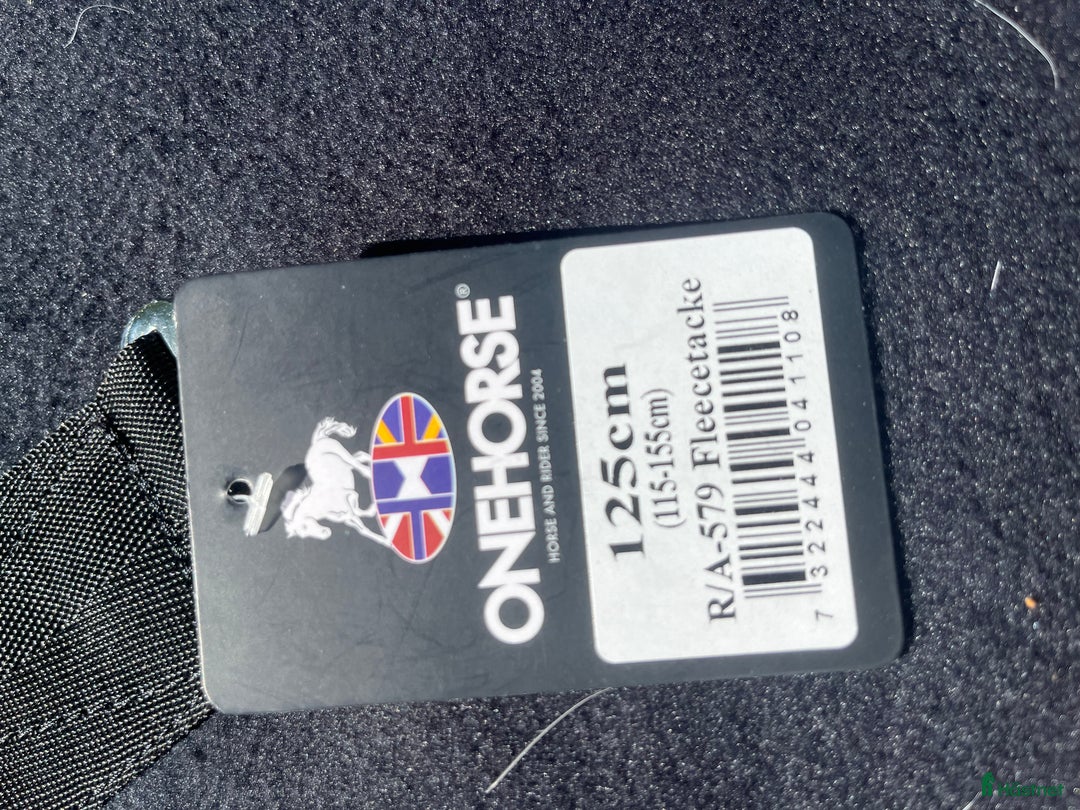 ONEHORSE®
HORSE AND RIDER SINCE 2004
125cm
(115-155cm)
R/A-579 Fleecetacke
7 322444 041108